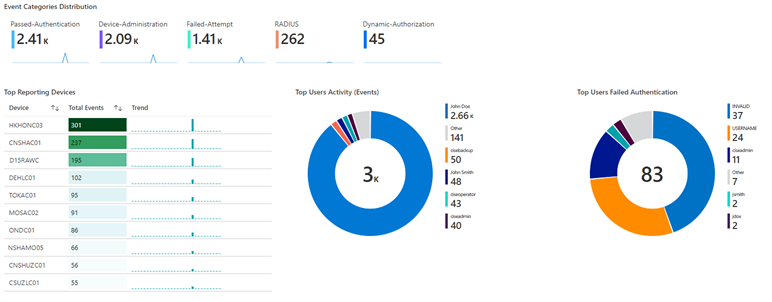 Event Categories Distribution
Passed-Authentication Device-Administration Failed-Attempt RADIUS Dynamic-Authorization
2.41 K 2.09 K 1.41 K 262 45
Top Reporting Devices
Device Total Events Trend
HKHONC03 301
CNSHAC01 237
D15RAWC 195
DEHLC01 102
TOKAC01 95
MOSAC02 91
ONDC01 86
NSHAMO05 66
CNSHUZC01 56
CSUZLC01 55
Top Users Activity (Events)
3 K
John Doe
2.66 K
Other
141
cisebackup
50
John Smith
48
ciseoperator
43
ciseadmin
40
Top Users Failed Authentication
83
INVALID
37
USERNAME
24
11
Other
7
jsmith
2
jdoe
2